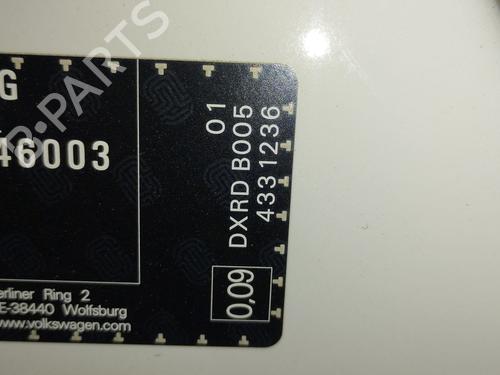 G
46003
erliner Ring 2
E-38440 Wolfsburg
www.volkswagen.com
01
DXRD B005
4331236
0,09
B-PARTS